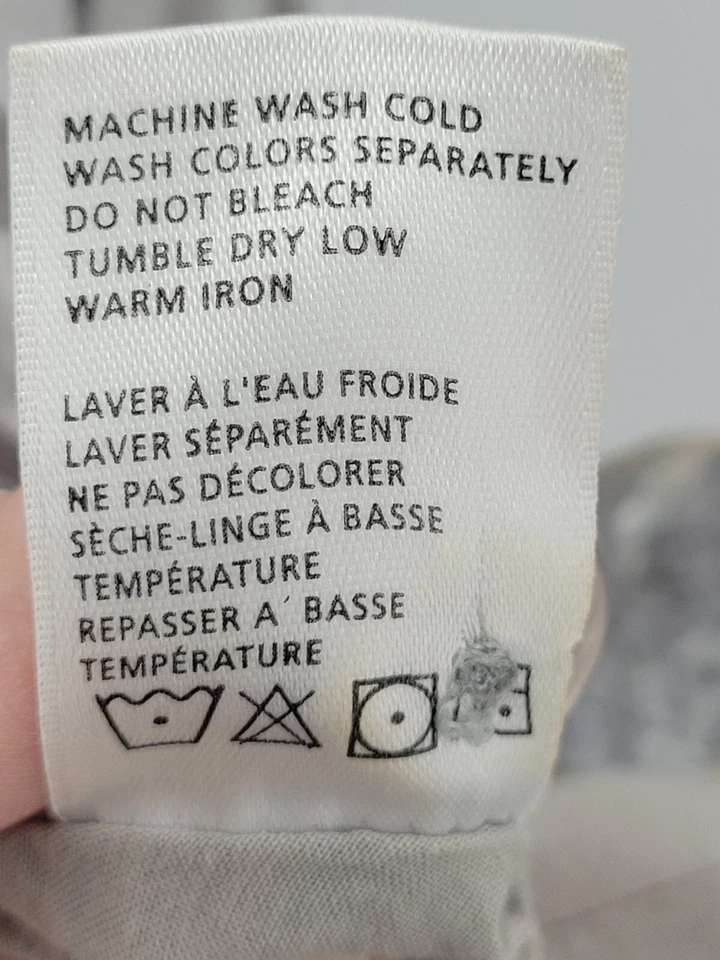 MACHINE WASH COLD
WASH COLORS SEPARATELY
DO NOT BLEACH
TUMBLE DRY LOW
WARM IRON
LAVER À L'EAU FROIDE
LAVER SÉPARÉMENT
NE PAS DÉCOLORER
SÈCHE-LINGE À BASSE
TEMPÉRATURE
REPASSER A´ BASSE
TEMPÉRATURE